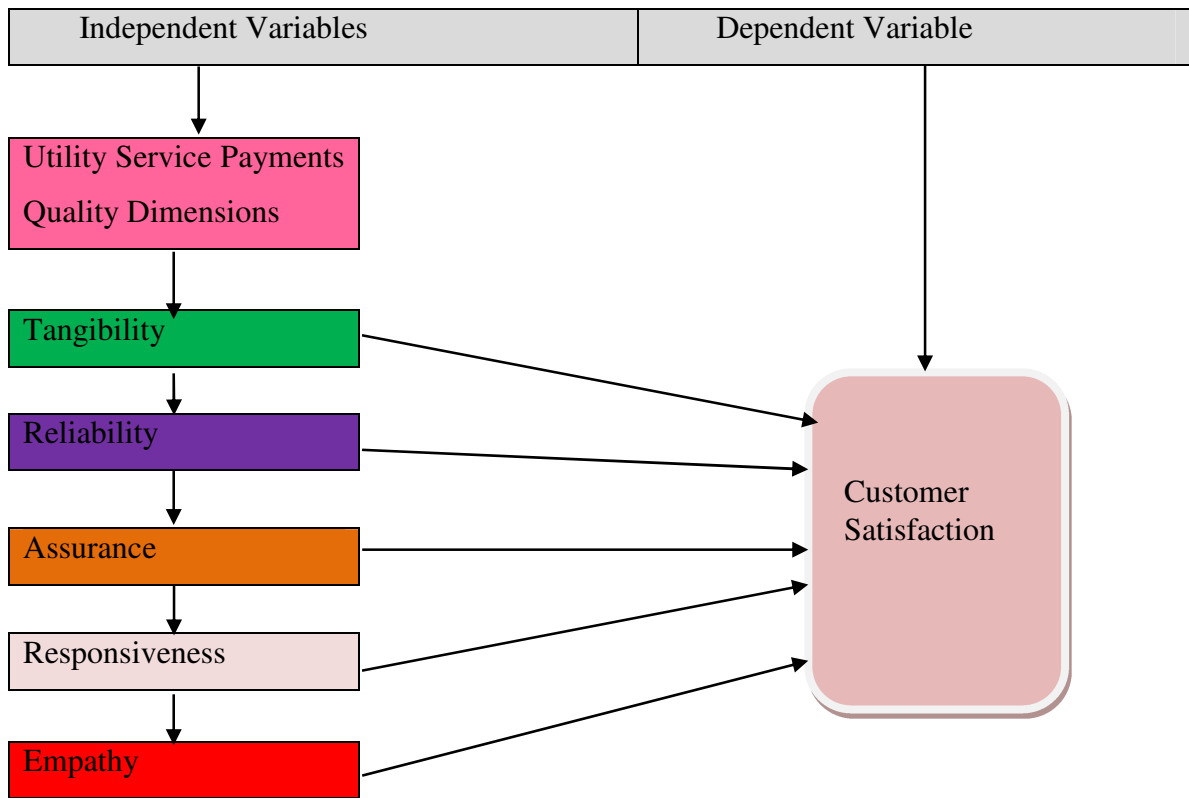 Independent Variables
Dependent Variable
Utility Service Payments
Quality Dimensions
Tangibility
Reliability
Assurance
Responsiveness
Empathy
Customer
Satisfaction